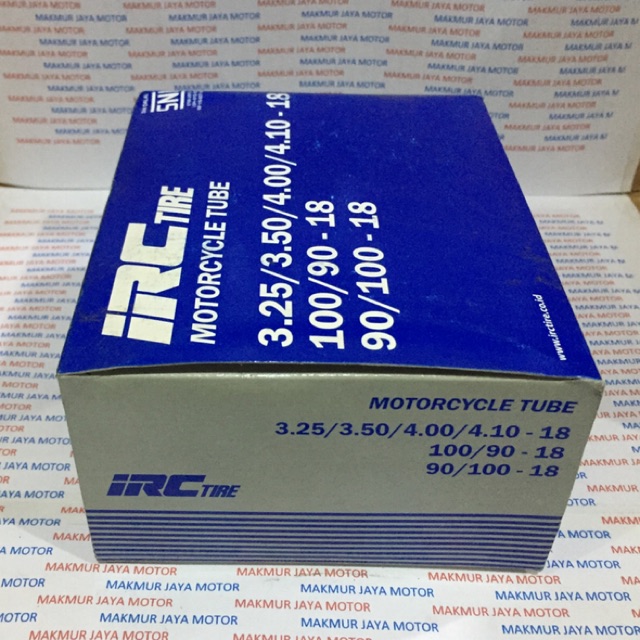 SNI
iRC TIRE
MOTORCYCLE TUBE
3.25/3.50/4.00/4.10 - 18
100/90 - 18
90/100 - 18
www.irctire.co.id
MOTORCYCLE TUBE
3.25/3.50/4.00/4.10 - 18
100/90 - 18
90/100 - 18
iRC TIRE
MAKMUR JAYA MOTOR